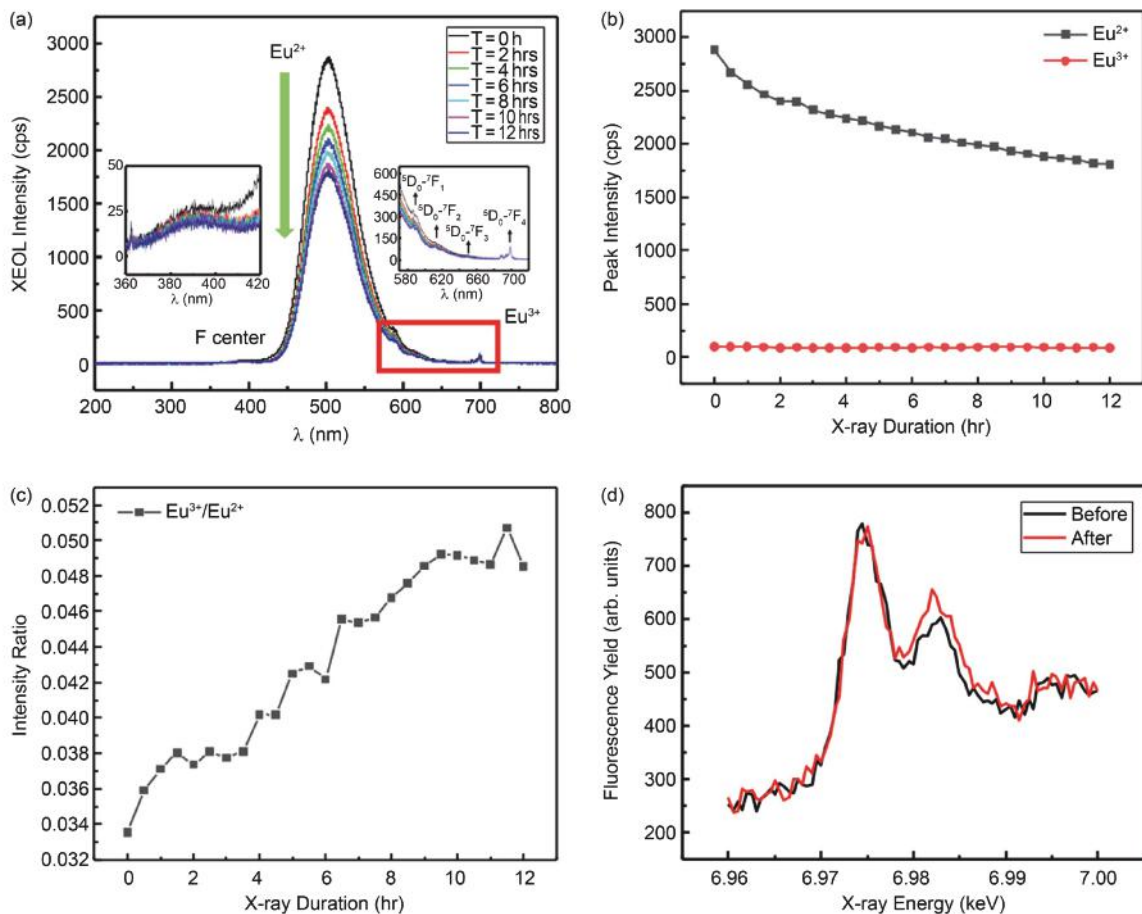 (a)
3000
2500
2000
1500
1000
500
0
XEOL Intensity (cps)
Eu²⁺
T = 0 h
T = 2 hrs
T = 4 hrs
T = 6 hrs
T = 8 hrs
T = 10 hrs
T = 12 hrs
50
25
0
360 380 400 420
λ (nm)
600
450
300
150
0
⁵D₀-⁷F₁
⁵D₀-⁷F₂
⁵D₀-⁷F₃
⁵D₀-⁷F₄
580 620 660 700
λ (nm)
F center
Eu³⁺
200 300 400 500 600 700 800
λ (nm)
(b)
3000
2500
2000
1500
1000
500
0
Peak Intensity (cps)
Eu²⁺
Eu³⁺
0 2 4 6 8 10 12
X-ray Duration (hr)
(c)
0.052
0.050
0.048
0.046
0.044
0.042
0.040
0.038
0.036
0.034
0.032
Intensity Ratio
Eu³⁺/Eu²⁺
0 2 4 6 8 10 12
X-ray Duration (hr)
(d)
800
700
600
500
400
300
200
Fluorescence Yield (arb. units)
Before
After
6.96 6.97 6.98 6.99 7.00
X-ray Energy (keV)